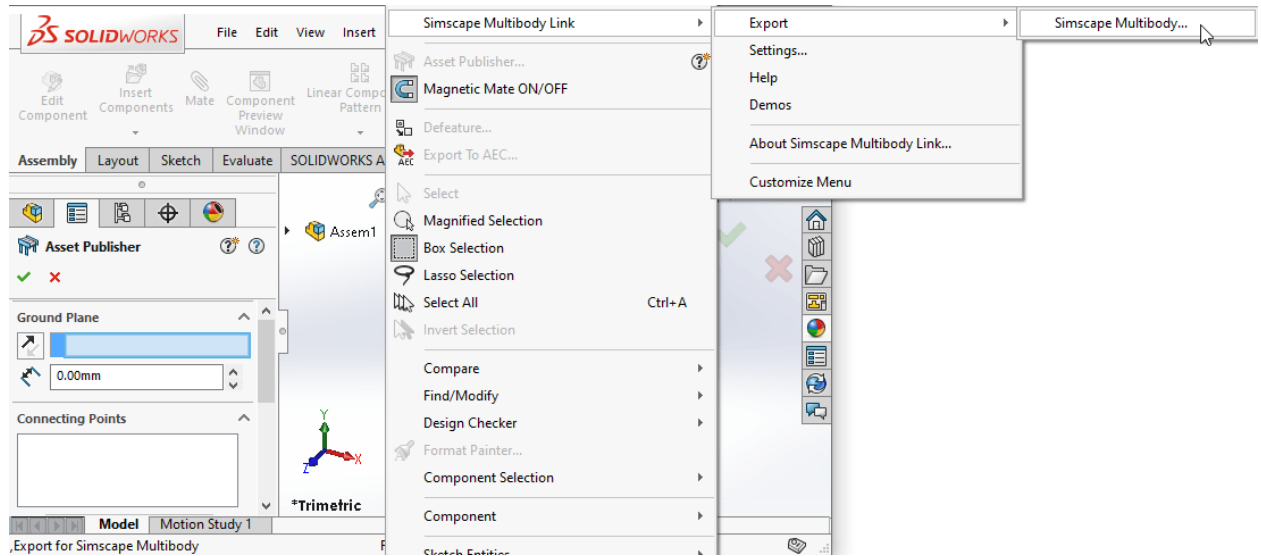 SOLIDWORKS
File Edit View Insert
Edit Component
Insert Components
Mate
Component Preview Window
Linear Compo
Pattern
Assembly Layout Sketch Evaluate SOLIDWORKS A
Asset Publisher
Ground Plane
0.00mm
Connecting Points
Assem1
Y
X
Z
*Trimetric
Model Motion Study 1
,Export for Simscape Multibody
Simscape Multibody Link
Asset Publisher...
Magnetic Mate ON/OFF
Defeature...
AEC Export To AEC...
Select
Magnified Selection
Box Selection
Lasso Selection
Select All Ctrl+A
Invert Selection
Compare
Find/Modify
Design Checker
Format Painter...
Component Selection
Component
Sketch Entities
Export
Settings...
Help
Demos
About Simscape Multibody Link...
Customize Menu
Simscape Multibody...